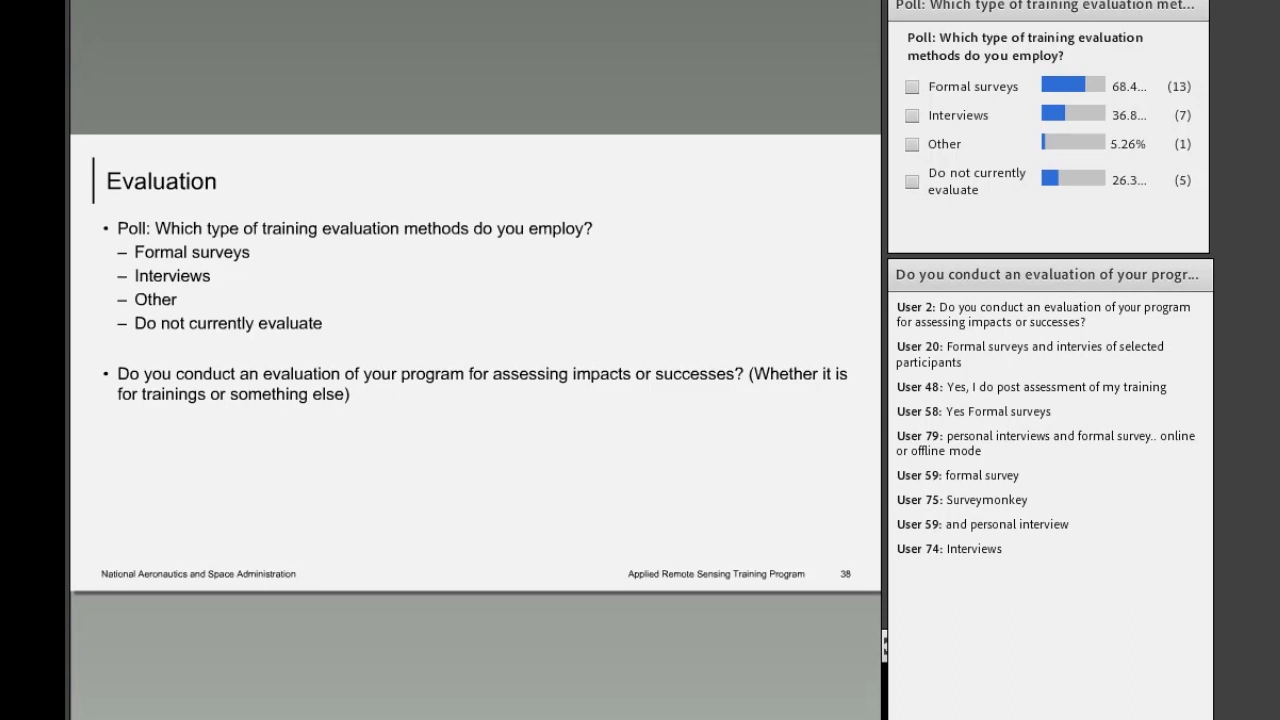 Evaluation
• Poll: Which type of training evaluation methods do you employ?
– Formal surveys
– Interviews
– Other
– Do not currently evaluate
• Do you conduct an evaluation of your program for assessing impacts or successes? (Whether it is
for trainings or something else)
National Aeronautics and Space Administration
Applied Remote Sensing Training Program
38
Poll: Which type of training evaluation met...
Poll: Which type of training evaluation
methods do you employ?
Formal surveys 68.4... (13)
Interviews 36.8... (7)
Other 5.26% (1)
Do not currently
evaluate 26.3... (5)
Do you conduct an evaluation of your progr...
User 2: Do you conduct an evaluation of your program
for assessing impacts or successes?
User 20: Formal surveys and intervies of selected
participants
User 48: Yes, I do post assessment of my training
User 58: Yes Formal surveys
User 79: personal interviews and formal survey.. online
or offline mode
User 59: formal survey
User 75: Surveymonkey
User 59: and personal interview
User 74: Interviews